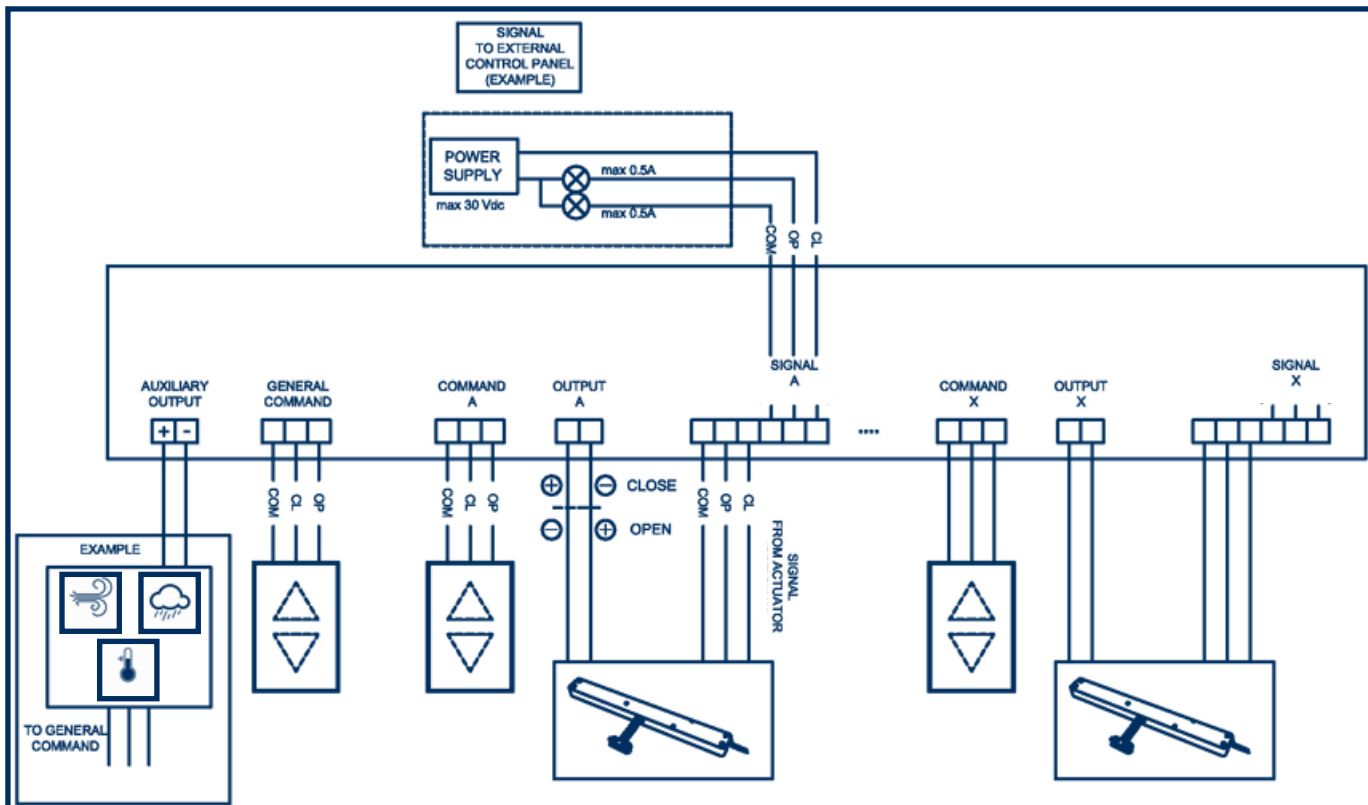 SIGNAL
TO EXTERNAL
CONTROL PANEL
(EXAMPLE)
POWER
SUPPLY
max 0.5A
max 30 Vdc
max 0.5A
COM
OP
CL
AUXILIARY
OUTPUT
GENERAL
COMMAND
COMMAND
A
OUTPUT
A
SIGNAL
A
COMMAND
X
OUTPUT
X
SIGNAL
X
+ -
....
COM
CL
OP
COM
CL
OP
+ - CLOSE
- + OPEN
COM
OP
CL
SIGNAL
FROM ACTUATOR
EXAMPLE
TO GENERAL
COMMAND